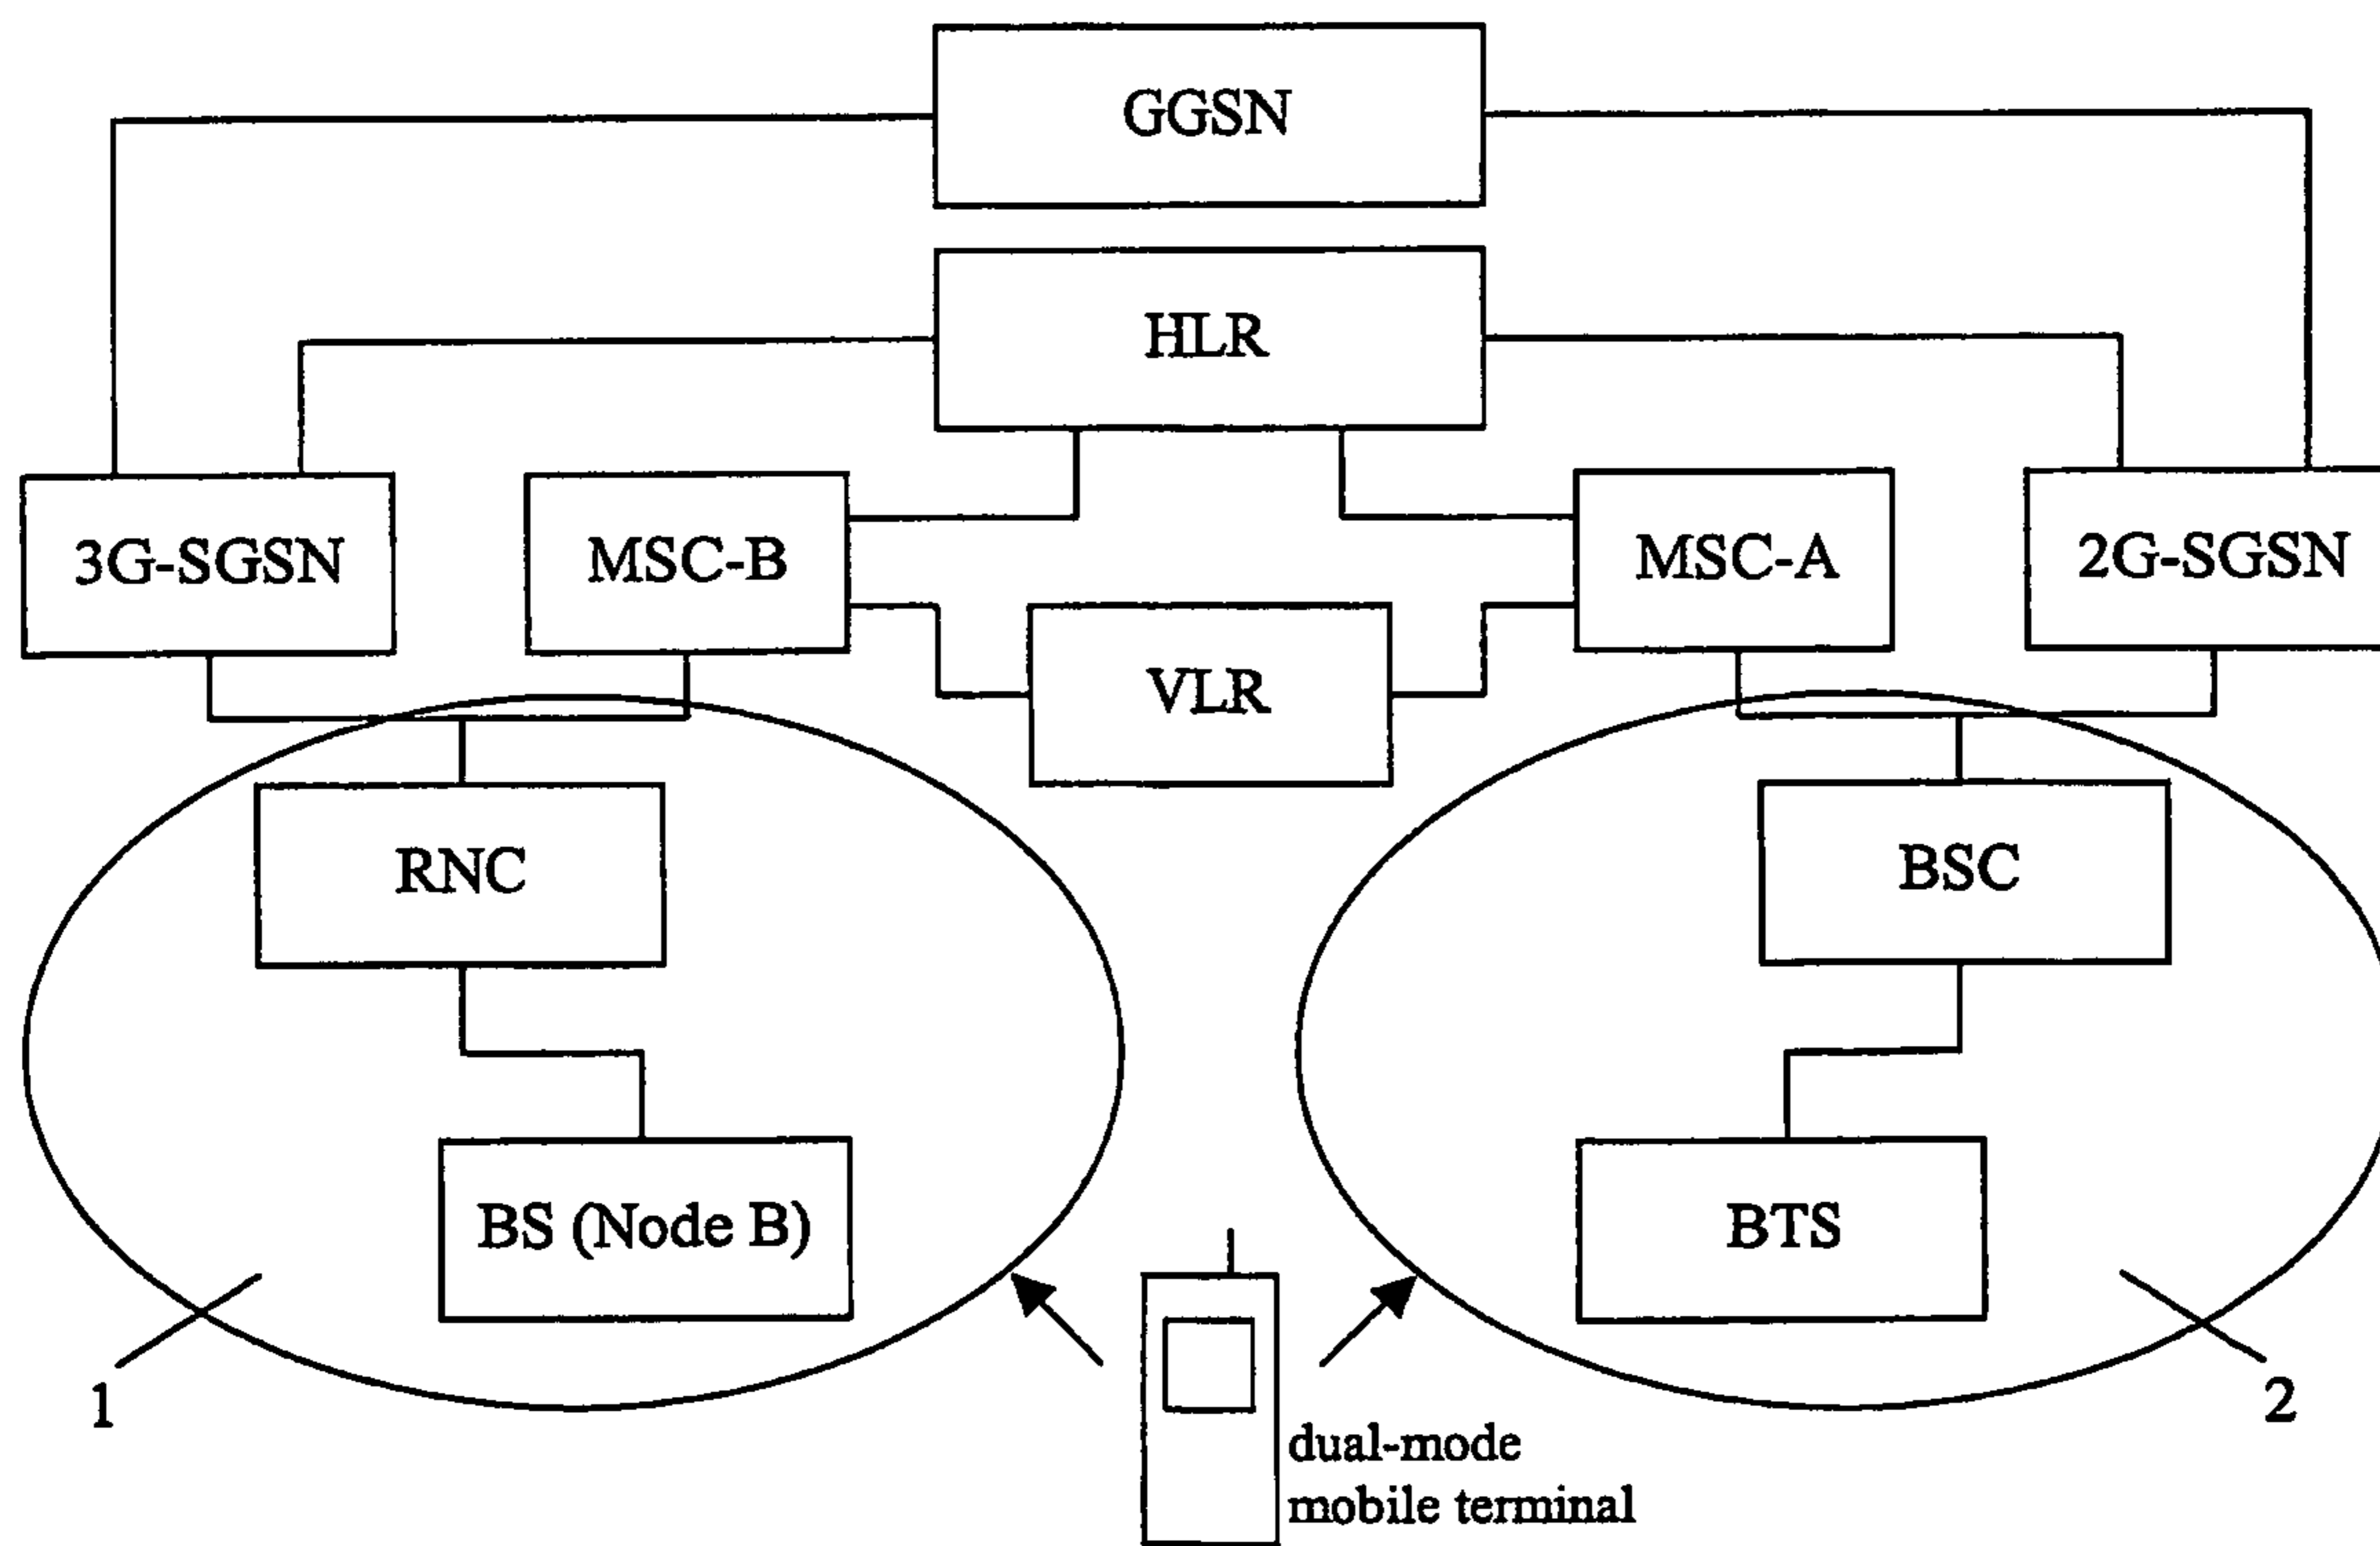 GGSN
HLR
3G-SGSN
MSC-B
MSC-A
2G-SGSN
VLR
RNC
BSC
BS (Node B)
BTS
1
2
dual-mode
mobile terminal